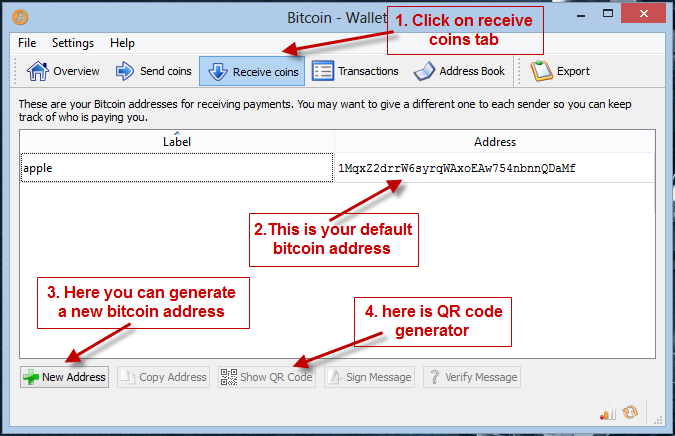 Bitcoin - Wallet
1. Click on receive
coins tab
File Settings Help
Overview Send coins Receive coins Transactions Address Book Export
These are your Bitcoin addresses for receiving payments. You may want to give a different one to each sender so you can keep
track of who is paying you.
Label Address
apple 1MqxZ2drrW6syrqWAxoEAw754nbnnQDaMf
2.This is your default
bitcoin address
3. Here you can generate
a new bitcoin address
4. here is QR code
generator
New Address Copy Address Show QR Code Sign Message ? Verify Message